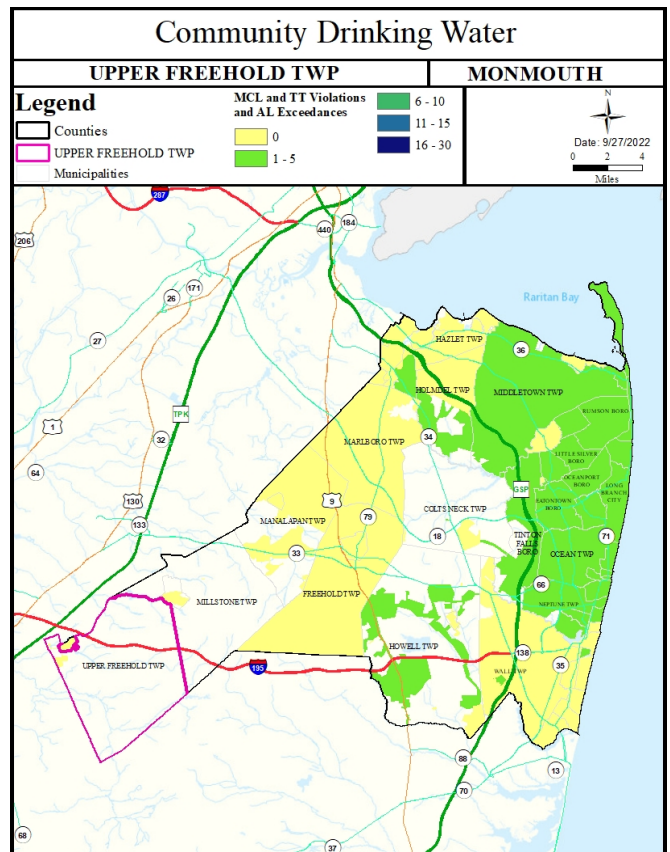 Community Drinking Water
UPPER FREEHOLD TWP
MONMOUTH
Legend
Counties
UPPER FREEHOLD TWP
Municipalities
MCL and TT Violations
and AL Exceedances
0
1 - 5
6 - 10
11 - 15
16 - 30
N
Date: 9/27/2022
0 2 4
Miles
287
440
184
206
171
26
Raritan Bay
27
36
HAZLET TWP
HOLMDEL TWP
MIDDLETOWN TWP
RUMSON BORO
TPK
1
32
34
MARLBORO TWP
LITTLE SILVER
BORO
OCEANPORT
BORO
LONG
BRANCH
CITY
64
130
9
GSP
EATONTOWN
BORO
133
79
COLTS NECK TWP
MANALAPAN TWP
18
TINTON
FALLS
BORO
71
33
OCEAN TWP
66
MILLSTONE TWP
FREEHOLD TWP
NEPTUNE TWP
HOWELL TWP
138
UPPER FREEHOLD TWP
195
35
WALL TWP
88
13
70
68
37